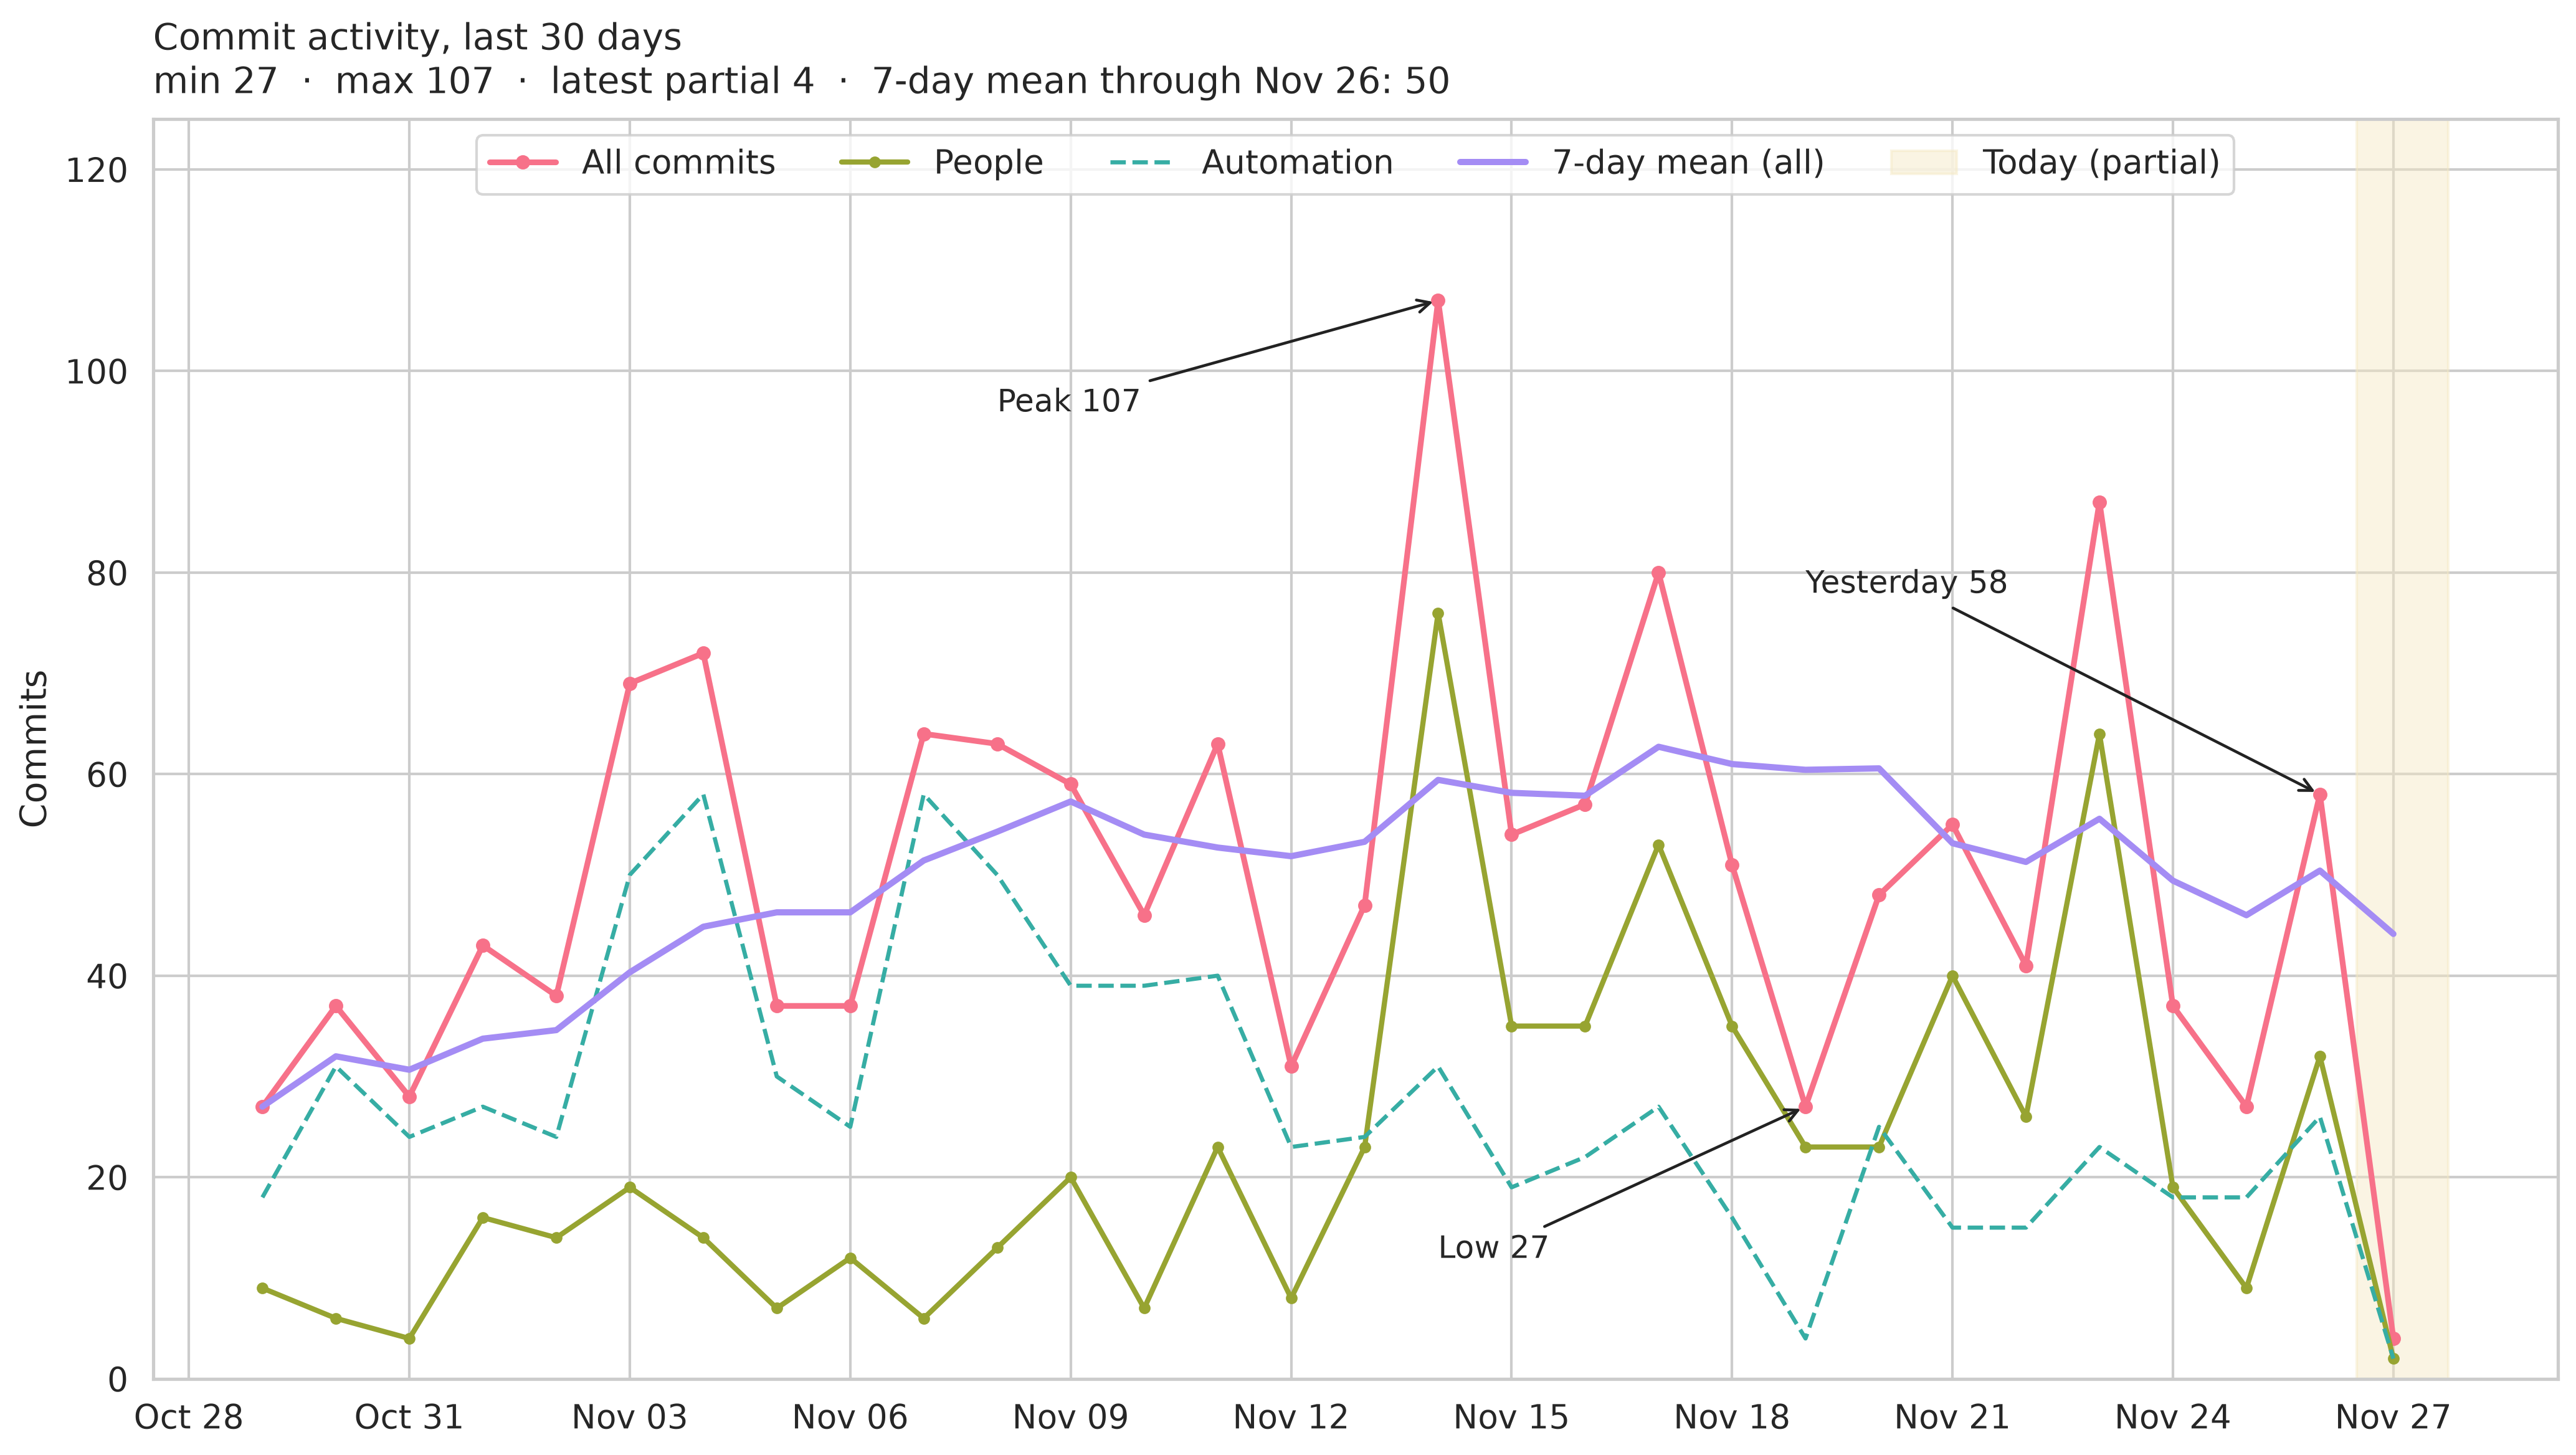 Commit activity, last 30 days
min 27 · max 107 · latest partial 4 · 7-day mean through Nov 26: 50
All commits People Automation 7-day mean (all) Today (partial)
120
100
80
60
40
20
0
Commits
Peak 107
Yesterday 58
Low 27
Oct 28 Oct 31 Nov 03 Nov 06 Nov 09 Nov 12 Nov 15 Nov 18 Nov 21 Nov 24 Nov 27